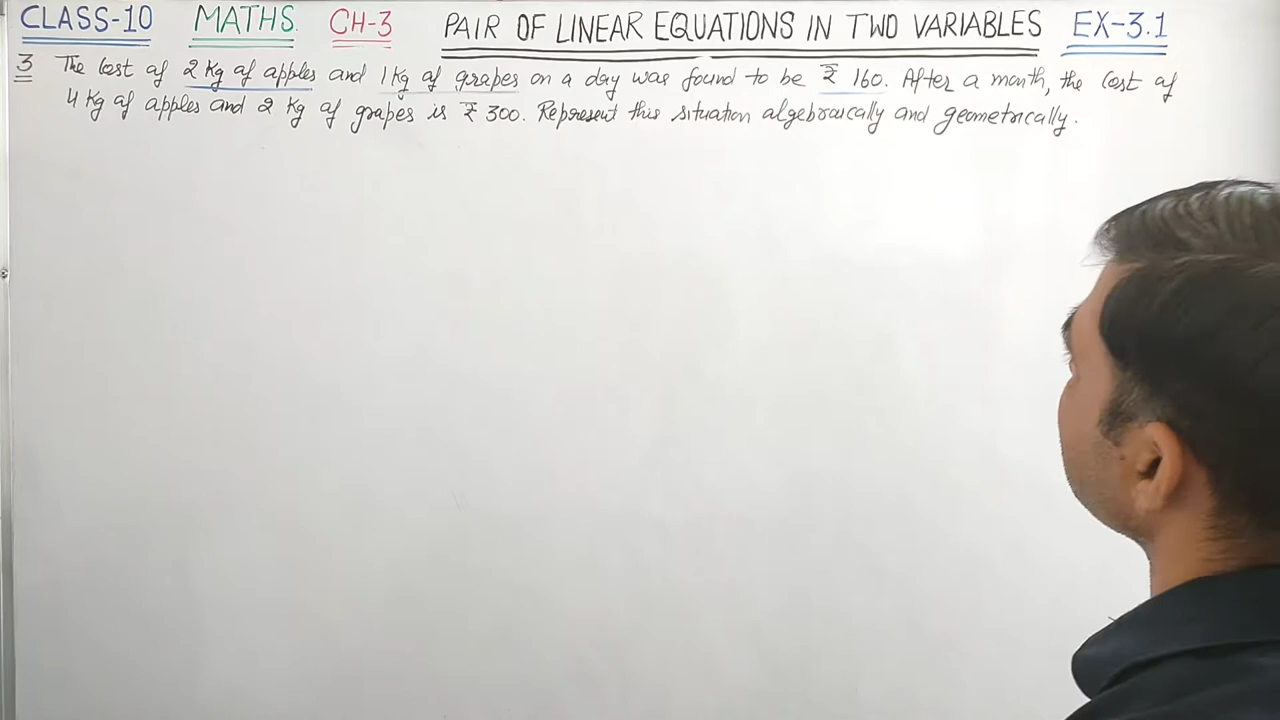 CLASS-10 MATHS. CH-3 PAIR OF LINEAR EQUATIONS IN TWO VARIABLES EX-3.1
3 The cost of 2 Kg of apples and 1 Kg of grapes on a day was found to be ₹ 160. After a month, the cost of
4 Kg of apples and 2 Kg of grapes is ₹ 300. Represent this situation algebraically and geometrically.